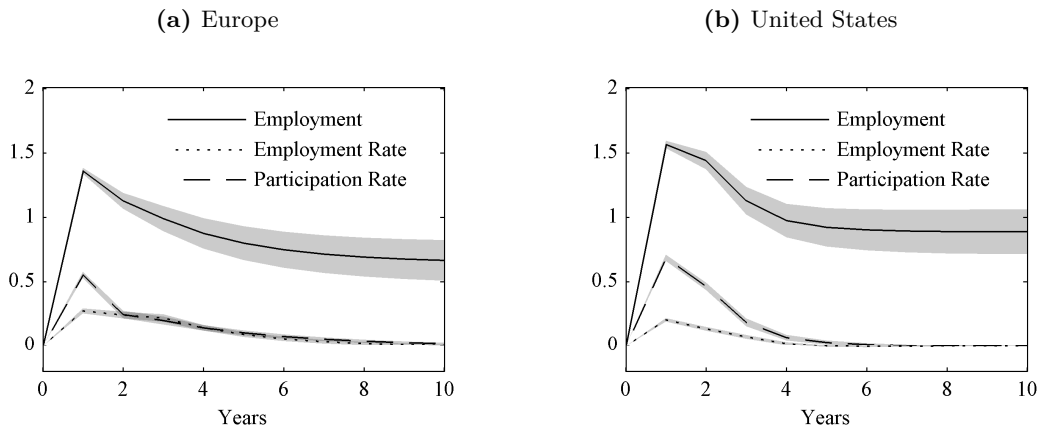 (a) Europe
2
1.5
1
0.5
0
0 2 4 6 8 10
Years
Employment
Employment Rate
Participation Rate
(b) United States
2
1.5
1
0.5
0
0 2 4 6 8 10
Years
Employment
Employment Rate
Participation Rate